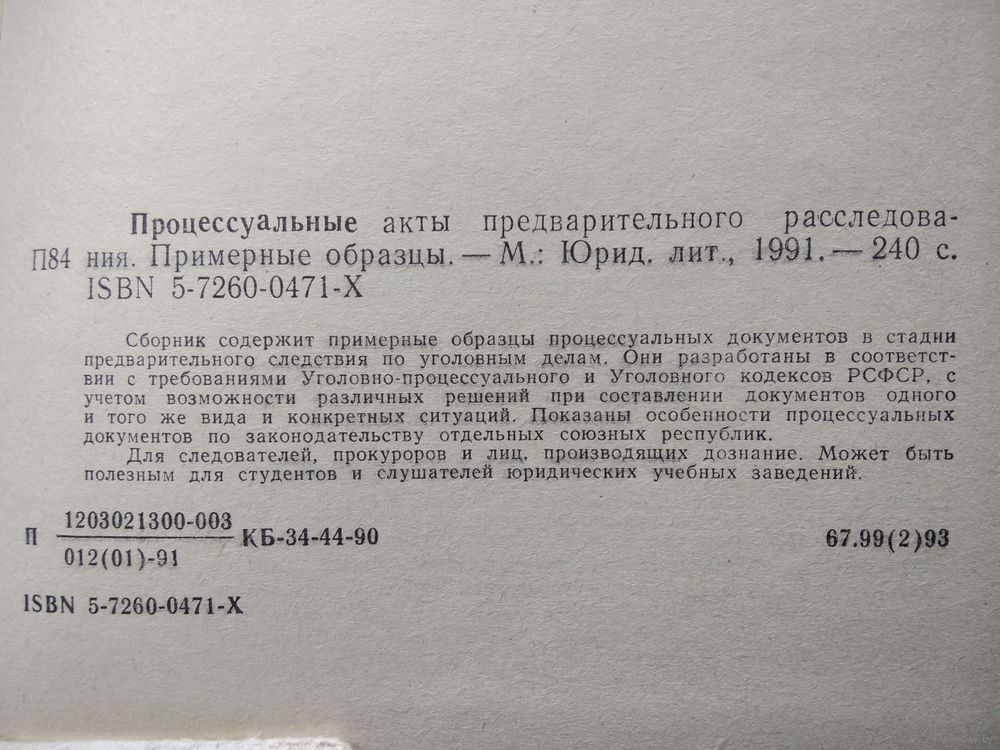 Процессуальные акты предварительного расследова-
П84 ния. Примерные образцы. — М.: Юрид. лит., 1991. — 240 с.
ISBN 5-7260-0471-X
Сборник содержит примерные образцы процессуальных документов в стадии
предварительного следствия по уголовным делам. Они разработаны в соответст-
вии с требованиями Уголовно-процессуального и Уголовного кодексов РСФСР, с
учетом возможности различных решений при составлении документов одного
и того же вида и конкретных ситуаций. Показаны особенности процессуальных
документов по законодательству отдельных союзных республик.
Для следователей, прокуроров и лиц, производящих дознание. Может быть
полезным для студентов и слушателей юридических учебных заведений.
П 1203021300-003 КБ-34-44-90 67.99(2)93
012(01)-91
ISBN 5-7260-0471-X